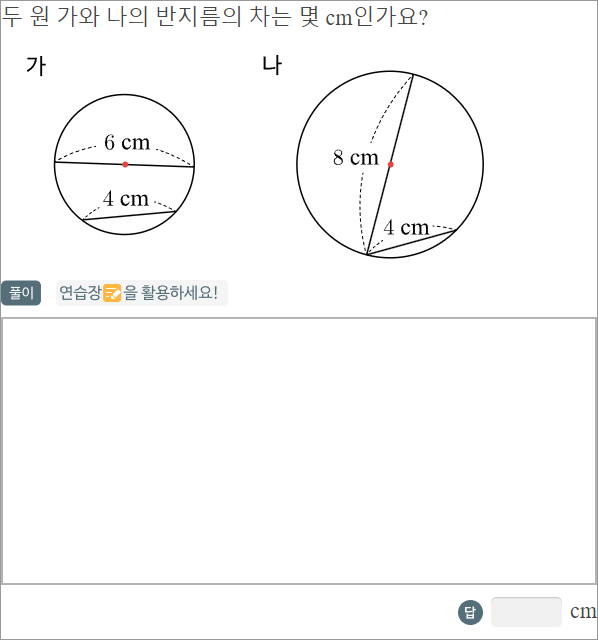 두 원 가와 나의 반지름의 차는 몇 cm인가요?
가
나
6 cm
4 cm
8 cm
4 cm
풀이 연습장을 활용하세요!
답 cm